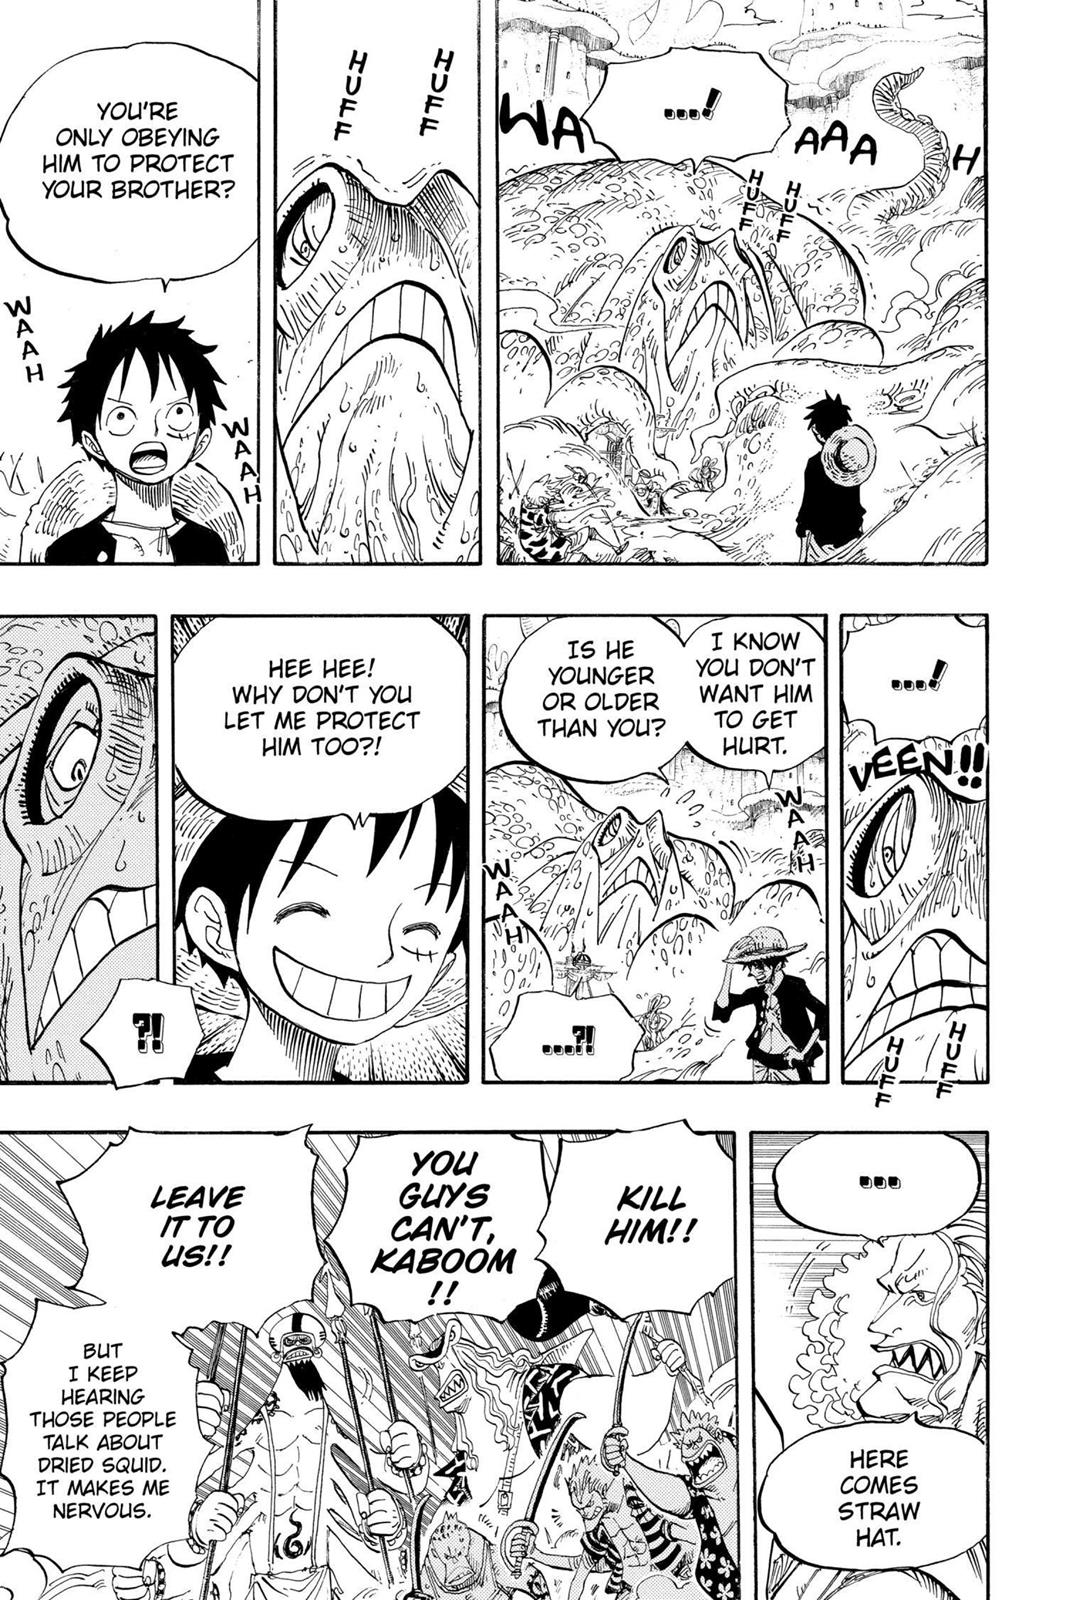 ....!
WA
AAA
H
HUFF
HUFF
HUFF
HUFF
YOU'RE
ONLY OBEYING
HIM TO PROTECT
YOUR BROTHER?
WAAH
WAAH
....!
VEEN!!
HUFF
HUFF
I KNOW
YOU DON'T
WANT HIM
TO GET
HURT.
IS HE
YOUNGER
OR OLDER
THAN YOU?
WAAH
WAAH
....?!
HEE HEE!
WHY DON'T YOU
LET ME PROTECT
HIM TOO?!
?!
...
HERE
COMES
STRAW
HAT.
KILL
HIM!!
YOU
GUYS
CAN'T,
KABOOM
!!
LEAVE
IT TO
US!!
BUT
I KEEP
HEARING
THOSE PEOPLE
TALK ABOUT
DRIED SQUID.
IT MAKES ME
NERVOUS.